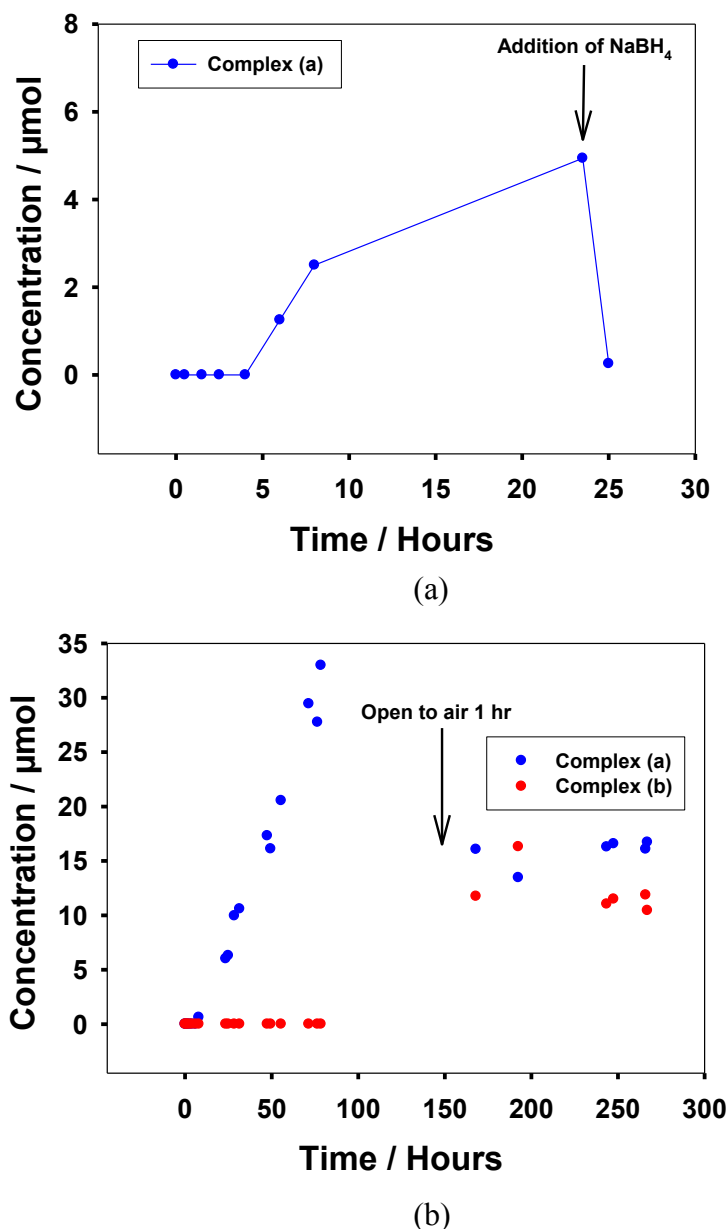 8
6
4
2
0
Concentration / µmol
Complex (a)
Addition of NaBH₄
0 5 10 15 20 25 30
Time / Hours
(a)
35
30
25
20
15
10
5
0
Concentration / µmol
Open to air 1 hr
Complex (a)
Complex (b)
0 50 100 150 200 250 300
Time / Hours
(b)